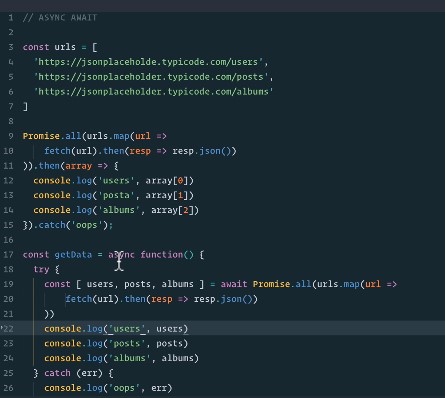 1 // ASYNC AWAIT
2
3 const urls = [
4 'https://jsonplaceholde.typicode.com/users',
5 'https://jsonplaceholder.typicode.com/posts',
6 'https://jsonplaceholder.typicode.com/albums'
7 ]
8
9 Promise.all(urls.map(url =>
10 fetch(url).then(resp => resp.json())
11 )).then(array => {
12 console.log('users', array[0])
13 console.log('posta', array[1])
14 console.log('albums', array[2])
15 }).catch('oops');
16
17 const getData = async function() {
18 try {
19 const [ users, posts, albums ] = await Promise.all(urls.map(url =>
20 fetch(url).then(resp => resp.json())
21 ))
22 console.log('users', users)
23 console.log('posts', posts)
24 console.log('albums', albums)
25 } catch (err) {
26 console.log('oops', err)